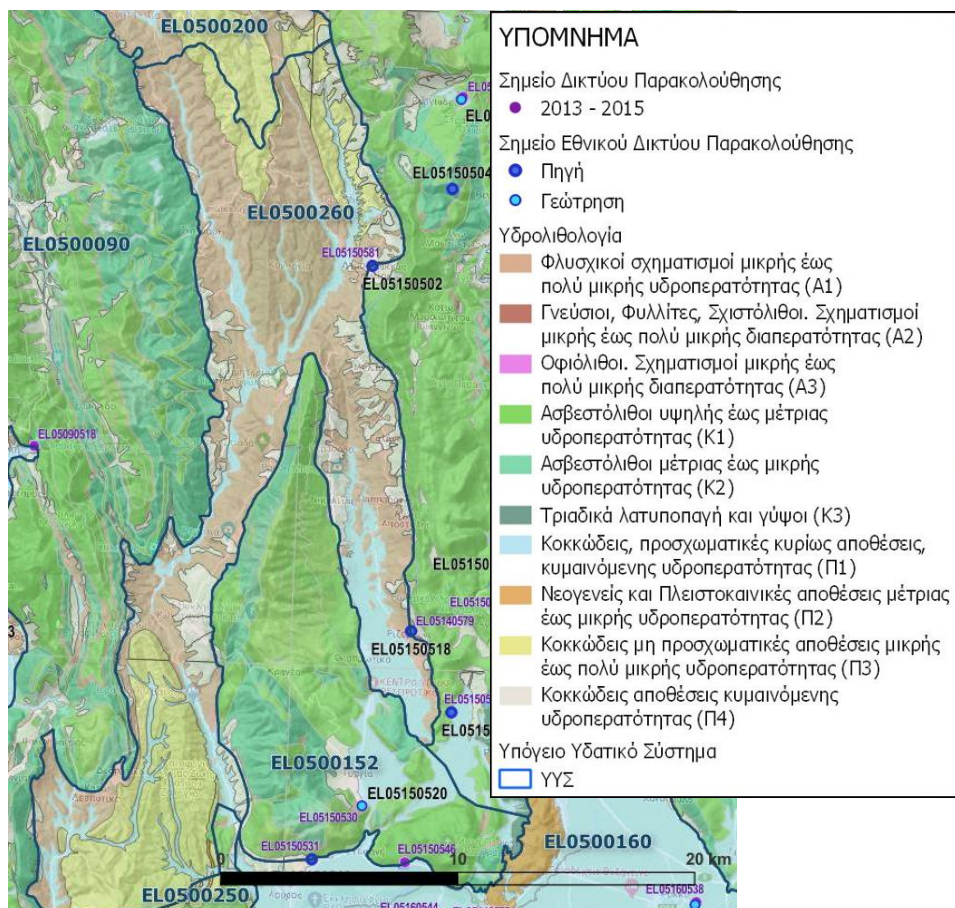 EL0500200
EL0500260
EL0500090
EL05150504
EL05150581
EL05150502
EL05090518
EL05140579
EL05150518
EL0500152
EL05150520
EL05150530
EL05150531
EL05150546
EL0500160
EL0500250
EL05160544
EL05160538
0 10 20 km
ΥΠΟΜΝΗΜΑ
Σημείο Δικτύου Παρακολούθησης
2013 - 2015
Σημείο Εθνικού Δικτύου Παρακολούθησης
Πηγή
Γεώτρηση
Υδρολιθολογία
Φλυσχικοί σχηματισμοί μικρής έως
πολύ μικρής υδροπερατότητας (Α1)
Γνεύσιοι, Φυλλίτες, Σχιστόλιθοι. Σχηματισμοί
μικρής έως πολύ μικρής διαπερατότητας (Α2)
Οφιόλιθοι. Σχηματισμοί μικρής έως
πολύ μικρής διαπερατότητας (Α3)
Ασβεστόλιθοι υψηλής έως μέτριας
υδροπερατότητας (Κ1)
Ασβεστόλιθοι μέτριας έως μικρής
υδροπερατότητας (Κ2)
Τριαδικά λατυποπαγή και γύψοι (Κ3)
Κοκκώδεις, προσχωματικές κυρίως αποθέσεις,
κυμαινόμενης υδροπερατότητας (Π1)
Νεογενείς και Πλειστοκαινικές αποθέσεις μέτριας
έως μικρής υδροπερατότητας (Π2)
Κοκκώδεις μη προσχωματικές αποθέσεις μικρής
έως πολύ μικρής υδροπερατότητας (Π3)
Κοκκώδεις αποθέσεις κυμαινόμενης
υδροπερατότητας (Π4)
Υπόγειο Υδατικό Σύστημα
ΥΥΣ